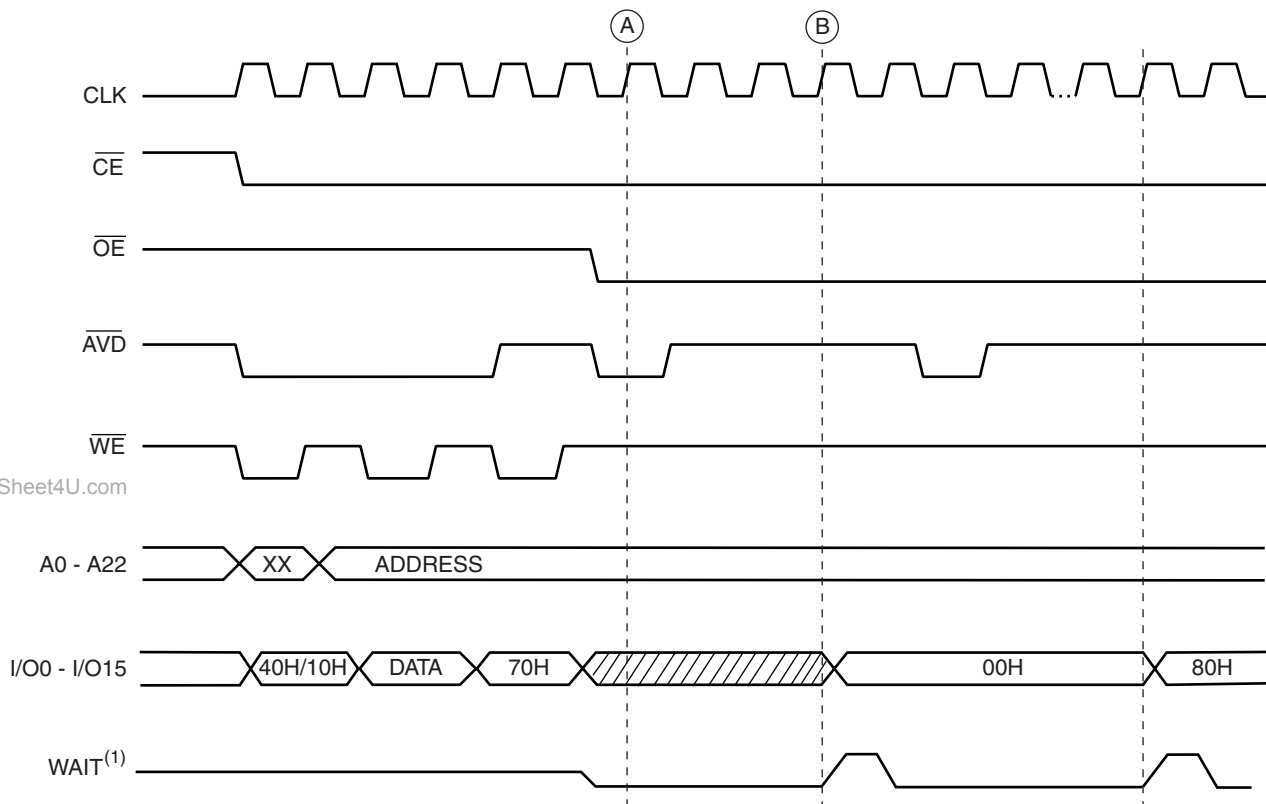 A B
CLK
CE
OE
AVD
WE
Sheet4U.com
A0 - A22 XX ADDRESS
I/O0 - I/O15 40H/10H DATA 70H 00H 80H
WAIT(1)